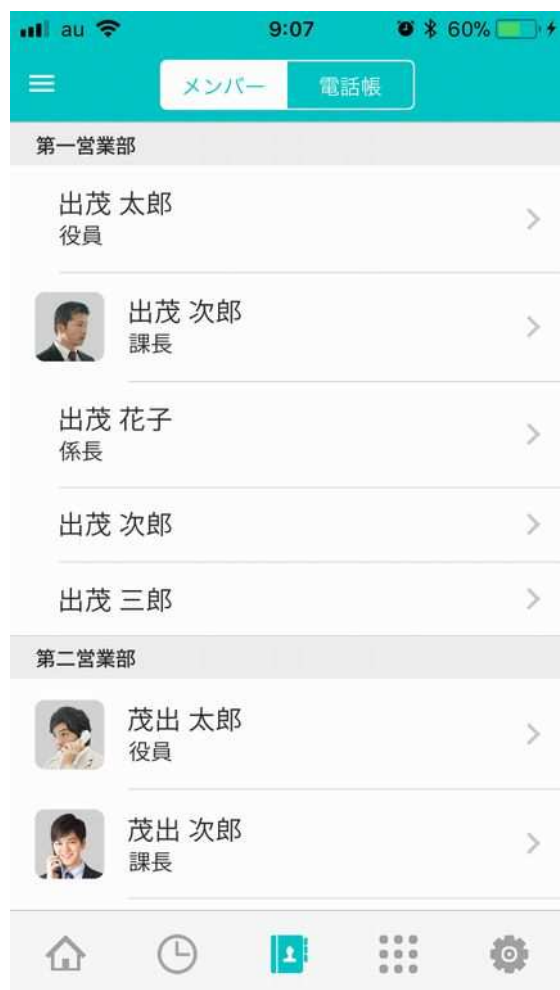 au 9:07 60%
メンバー 電話帳
第一営業部
出茂 太郎
役員
出茂 次郎
課長
出茂 花子
係長
出茂 次郎
出茂 三郎
第二営業部
茂出 太郎
役員
茂出 次郎
課長